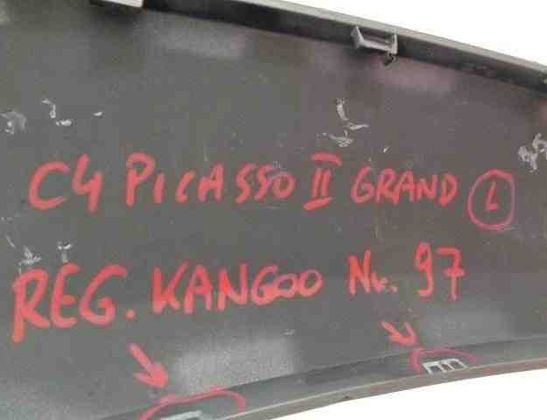 C4 PICASSO II GRAND L
REG. KANGOO Nr. 97